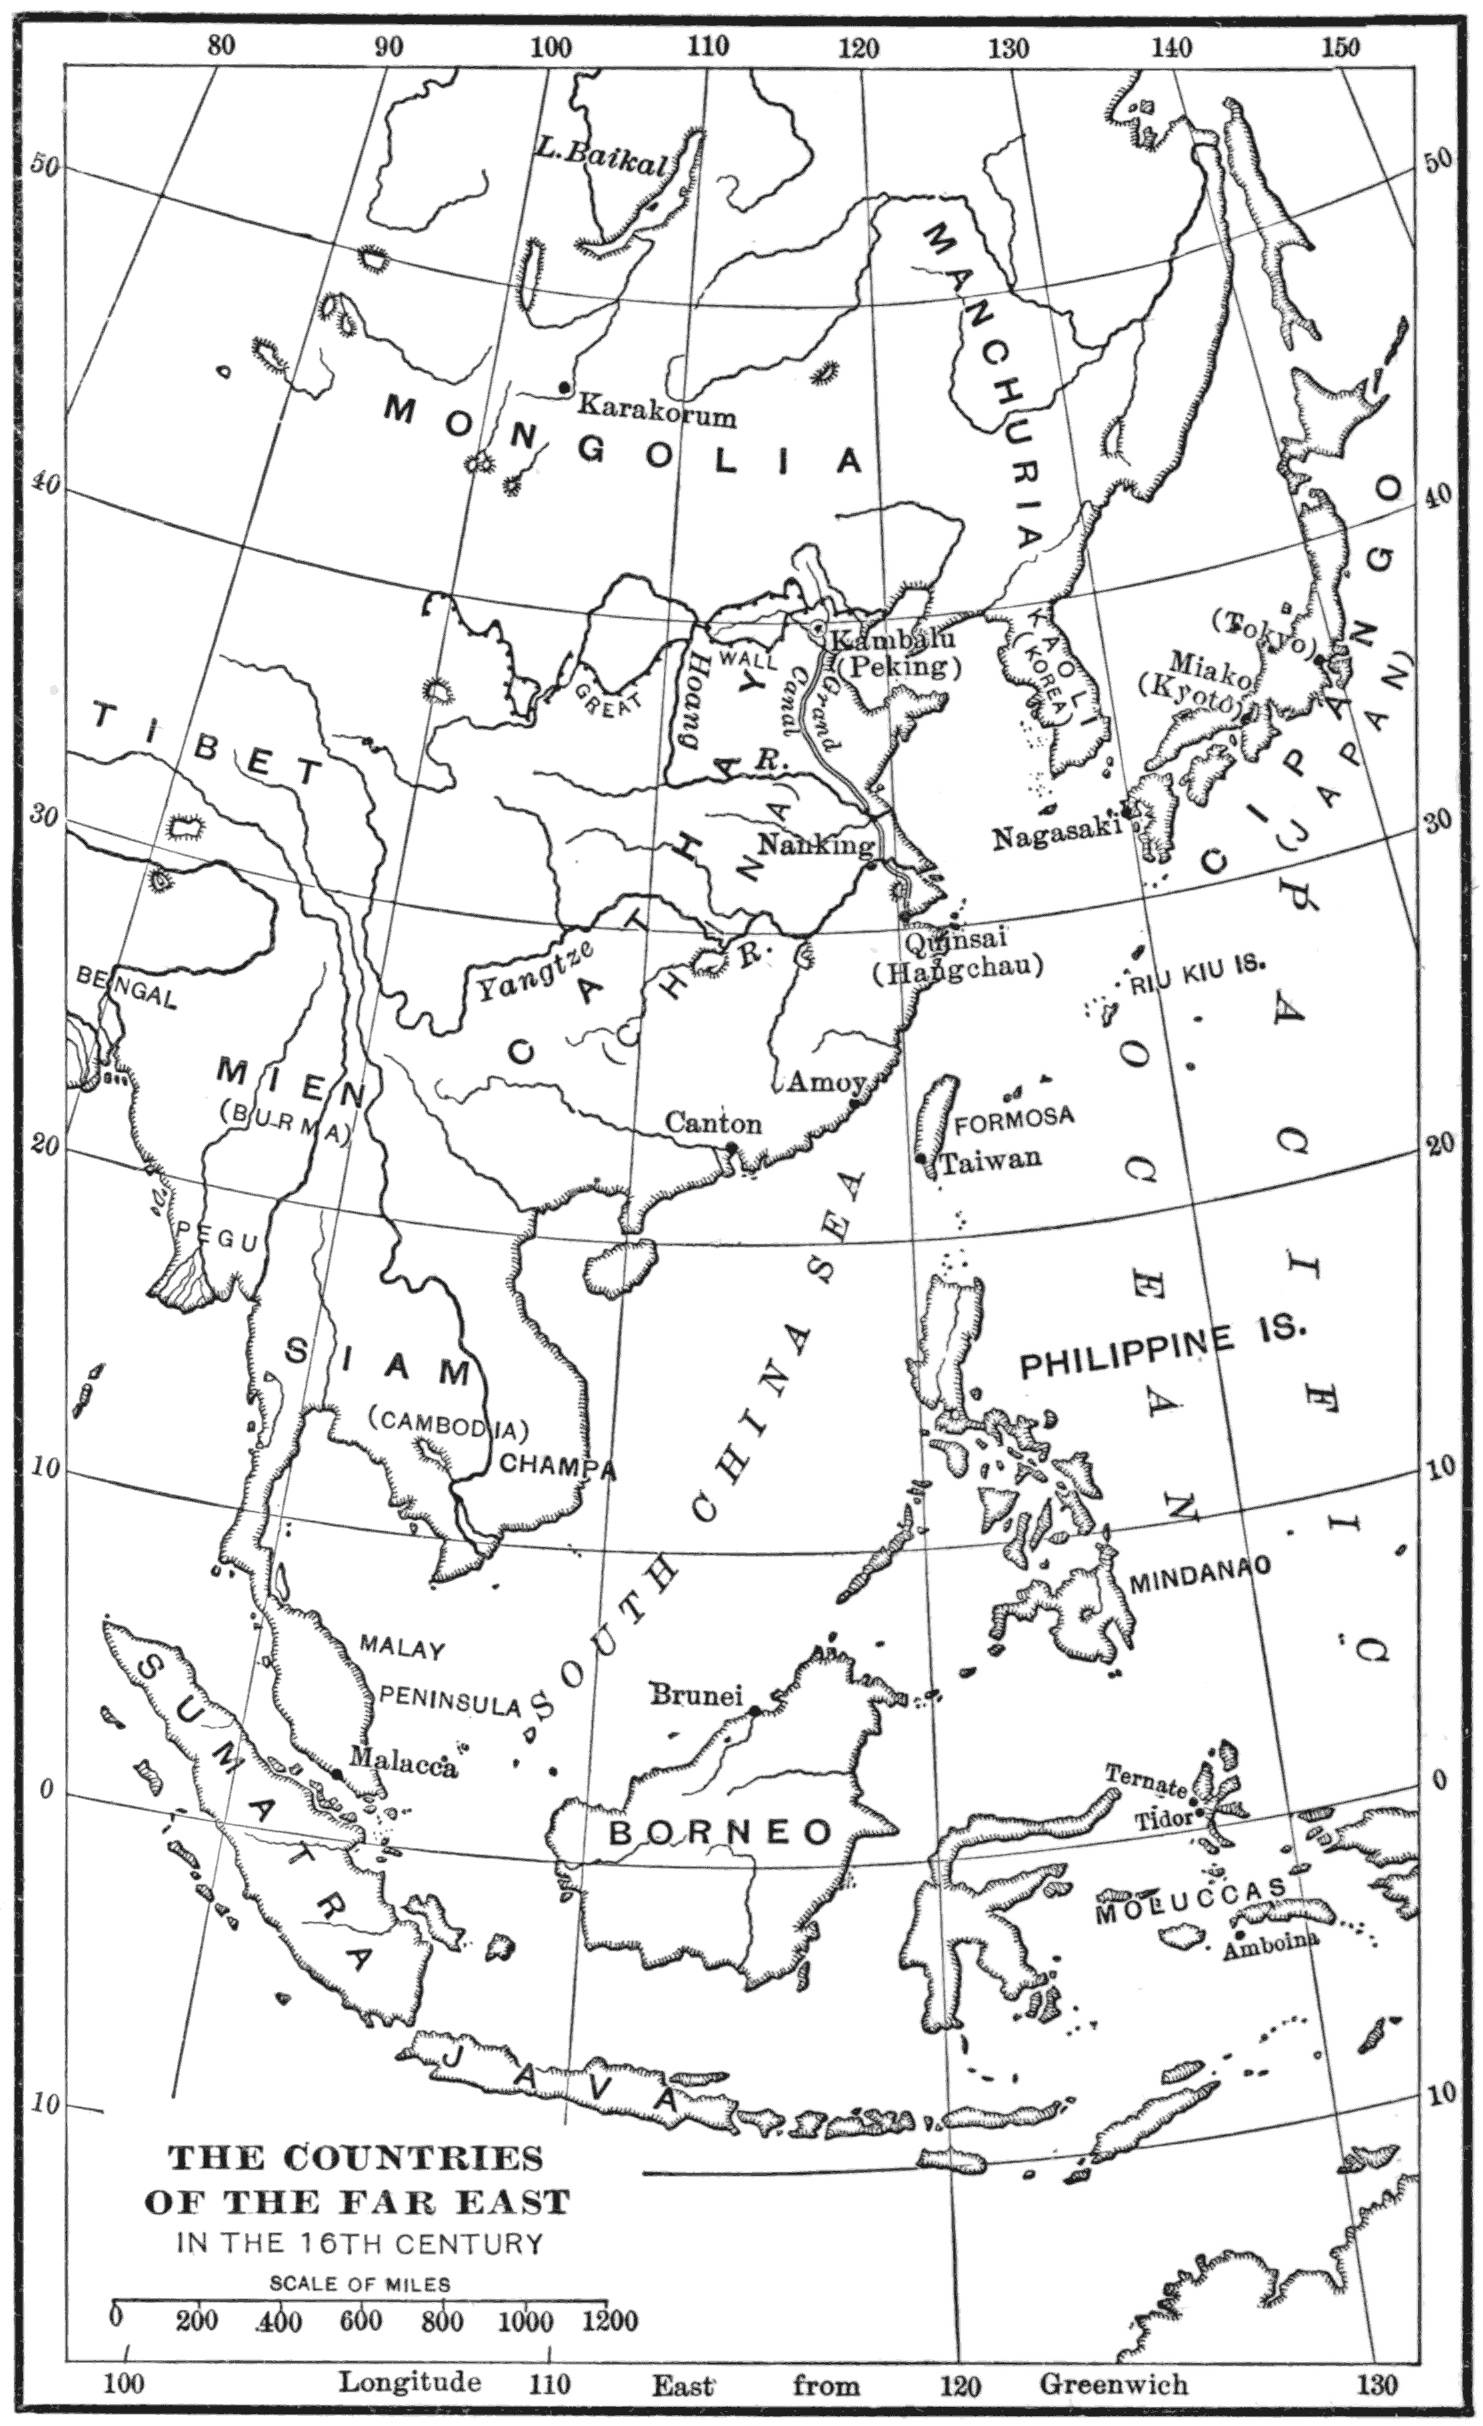 80 90 100 110 120 130 140 150
50
50
L. Baikal
MANCHURIA
Karakorum
MONGOLIA
40
40
CIPANGO
(JAPAN)
(Tokyo)
Miako
(Kyoto)
KAOLI
(KOREA)
Kambalu
(Peking)
GREAT
WALL
Hoang
R.
Grand
Canal
TIBET
30
30
Nagasaki
Nanking
CATHAY
(CHINA)
Quinsai
(Hangchau)
Yangtze
R.
BENGAL
RIU KIU IS.
PACIFIC
OCEAN
MIEN
(BURMA)
Amoy
Canton
FORMOSA
Taiwan
20
20
PEGU
SOUTH CHINA SEA
SIAM
PHILIPPINE IS.
(CAMBODIA)
CHAMPA
10
10
MINDANAO
MALAY
PENINSULA
SUMATRA
Brunei
Malacca
0
0
Ternate
Tidor
BORNEO
MOLUCCAS
Amboina
JAVA
10
10
THE COUNTRIES
OF THE FAR EAST
IN THE 16TH CENTURY
SCALE OF MILES
0 200 400 600 800 1000 1200
100 Longitude 110 East from 120 Greenwich 130